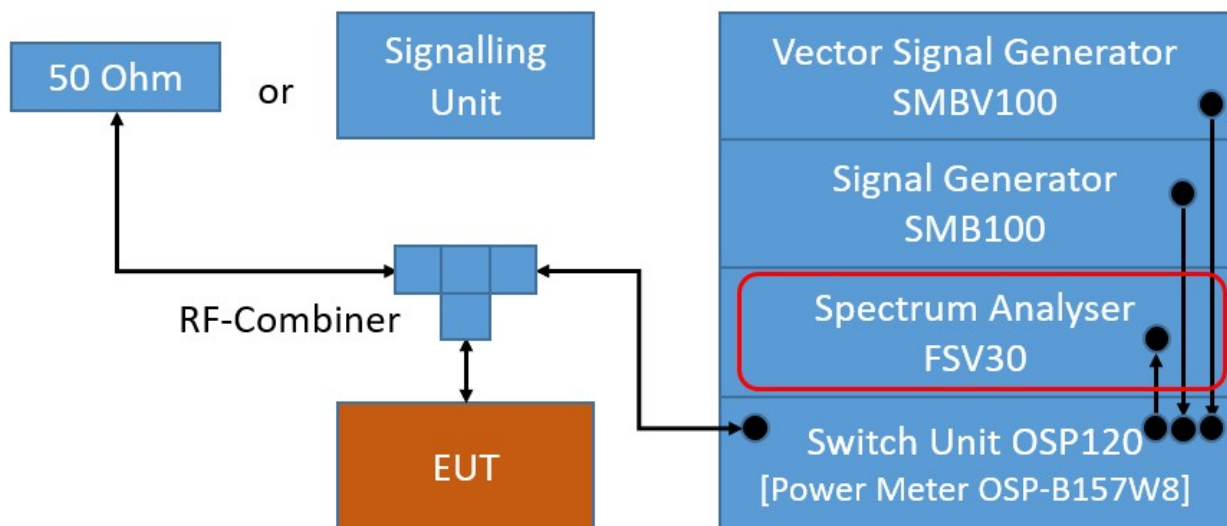 50 Ohm
or
Signalling
Unit
Vector Signal Generator
SMBV100
Signal Generator
SMB100
RF-Combiner
Spectrum Analyser
FSV30
EUT
Switch Unit OSP120
[Power Meter OSP-B157W8]